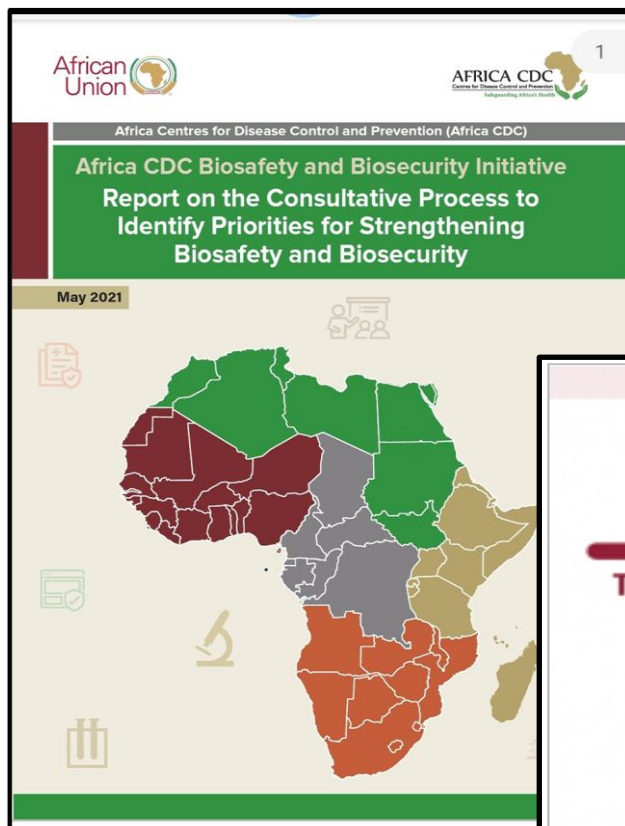 African
Union
AFRICA CDC
Centres for Disease Control and Prevention
Safeguarding Africa's Health
1
Africa Centres for Disease Control and Prevention (Africa CDC)
Africa CDC Biosafety and Biosecurity Initiative
Report on the Consultative Process to
Identify Priorities for Strengthening
Biosafety and Biosecurity
May 2021
T